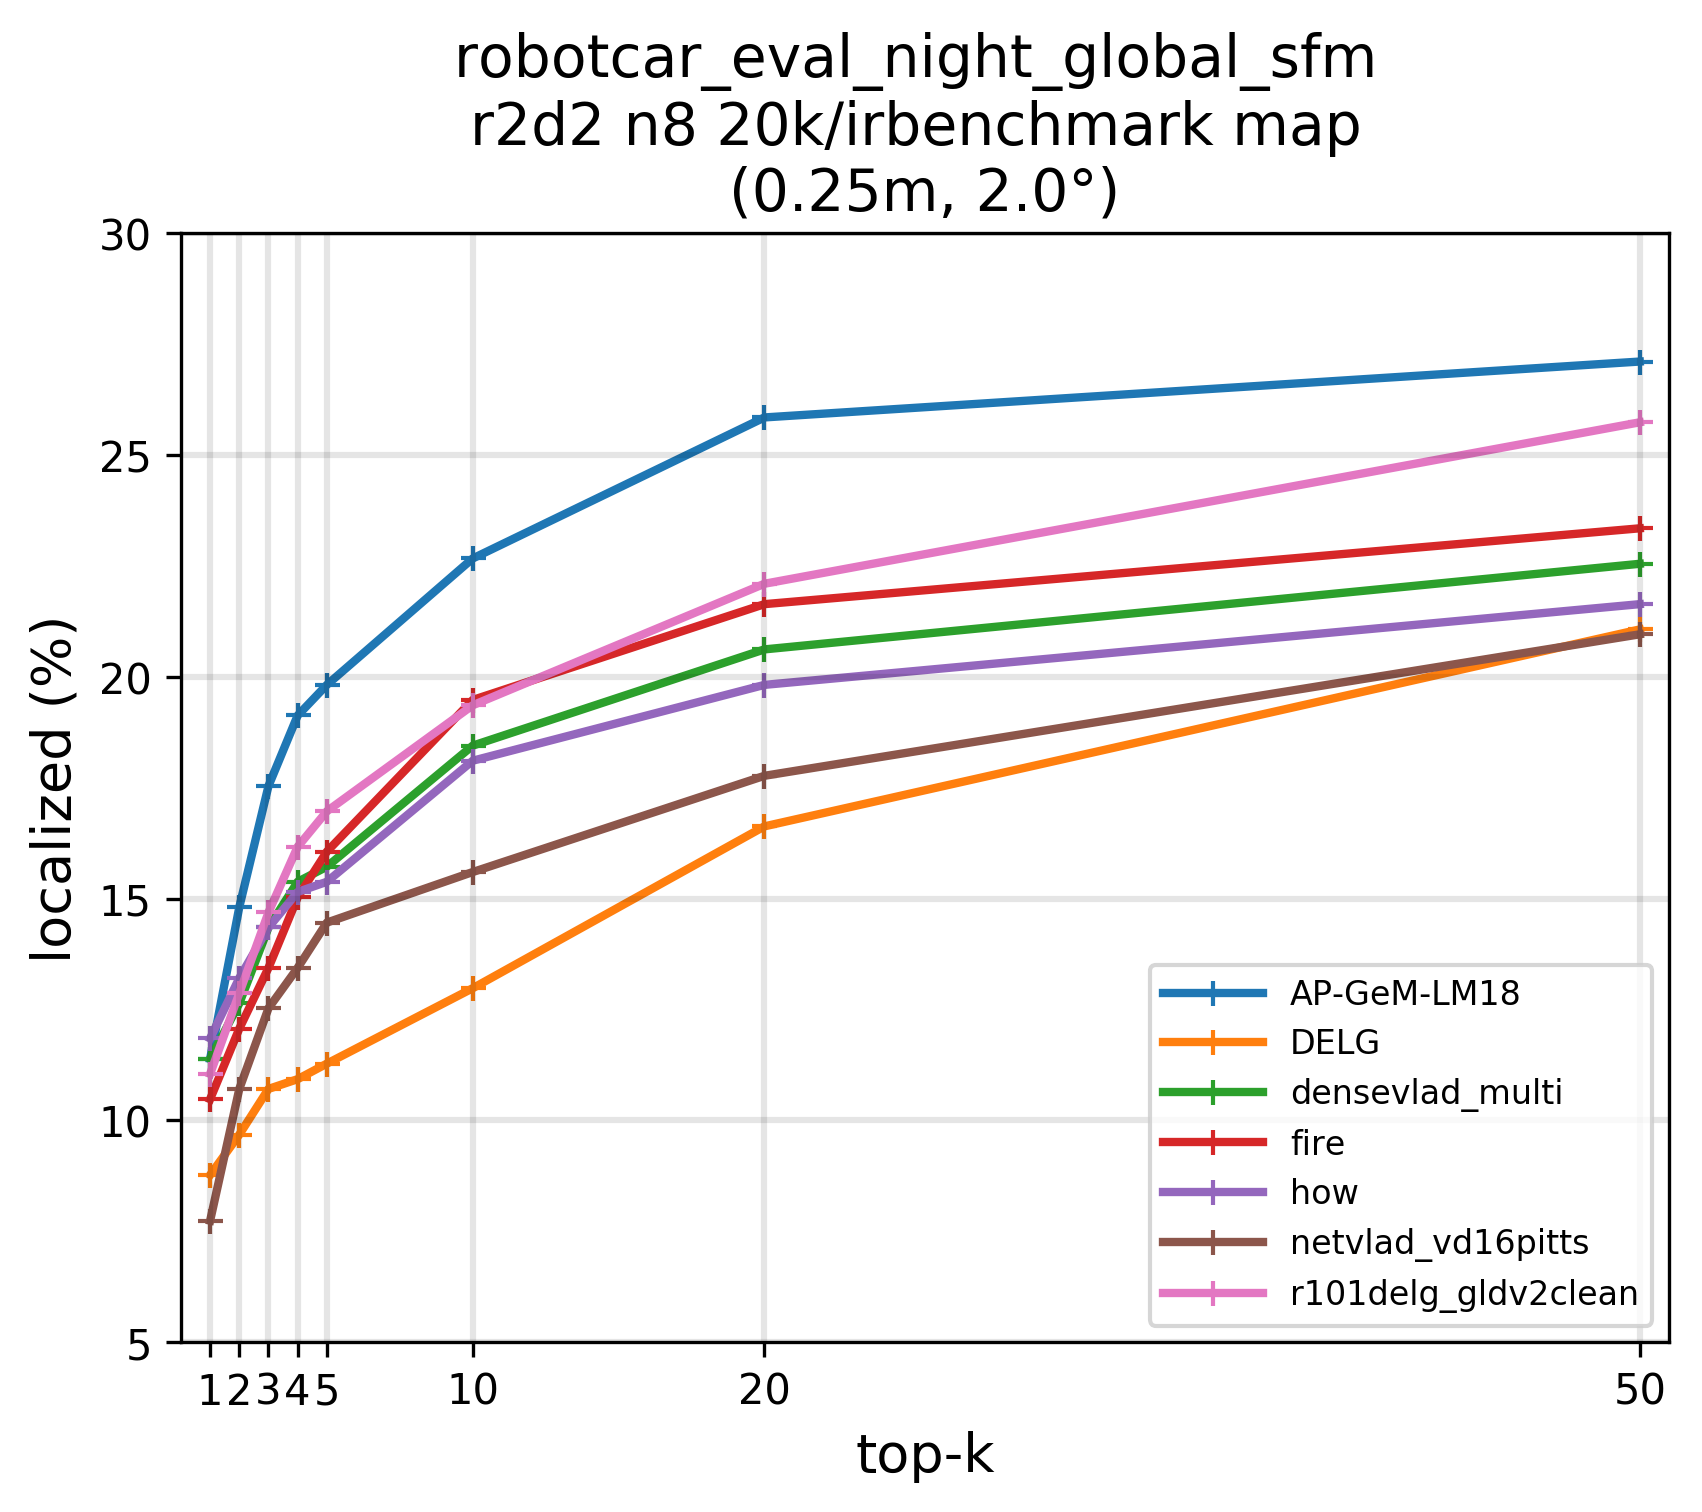 robotcar_eval_night_global_sfm
r2d2 n8 20k/irbenchmark map
(0.25m, 2.0°)
30
25
20
15
10
5
localized (%)
AP-GeM-LM18
DELG
densevlad_multi
fire
how
netvlad_vd16pitts
r101delg_gldv2clean
1 2 3 4 5 10 20 50
top-k